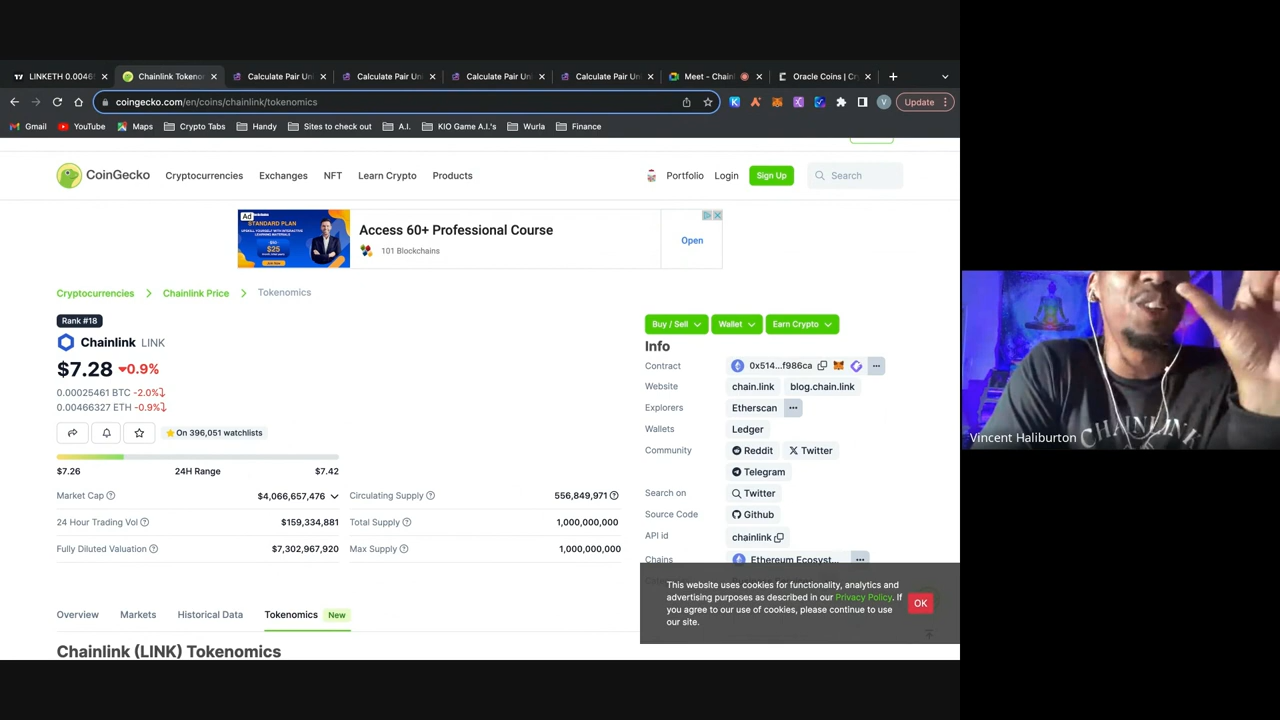 LINKETH 0.0046
Chainlink Tokeno
Calculate Pair Un
Calculate Pair Un
Calculate Pair Un
Calculate Pair Un
Meet - Chain
Oracle Coins | Cr
coingecko.com/en/coins/chainlink/tokenomics
V
Update
Gmail
YouTube
Maps
Crypto Tabs
Handy
Sites to check out
A.I.
KIO Game A.I.'s
Wurla
Finance
CoinGecko
Cryptocurrencies
Exchanges
NFT
Learn Crypto
Products
Portfolio
Login
Sign Up
Search
Ad
STANDARD PLAN
$25
Access 60+ Professional Course
101 Blockchains
Open
Cryptocurrencies
Chainlink Price
Tokenomics
Rank #18
Chainlink LINK
$7.28 0.9%
0.00025461 BTC -2.0%
0.00466327 ETH -0.9%
On 396,051 watchlists
$7.26
24H Range
$7.42
Market Cap
$4,066,657,476
Circulating Supply
556,849,971
24 Hour Trading Vol
$159,334,881
Total Supply
1,000,000,000
Fully Diluted Valuation
$7,302,967,920
Max Supply
1,000,000,000
Buy / Sell
Wallet
Earn Crypto
Info
Contract
0x514...f986ca
Website
chain.link
blog.chain.link
Explorers
Etherscan
Wallets
Ledger
Community
Reddit
Twitter
Telegram
Search on
Twitter
Source Code
Github
API id
chainlink
Chains
Ethereum Ecosyst...
This website uses cookies for functionality, analytics and
advertising purposes as described in our Privacy Policy. If
you agree to our use of cookies, please continue to use
our site.
OK
Overview
Markets
Historical Data
Tokenomics
New
Chainlink (LINK) Tokenomics
Vincent Haliburton
CHAINLINK